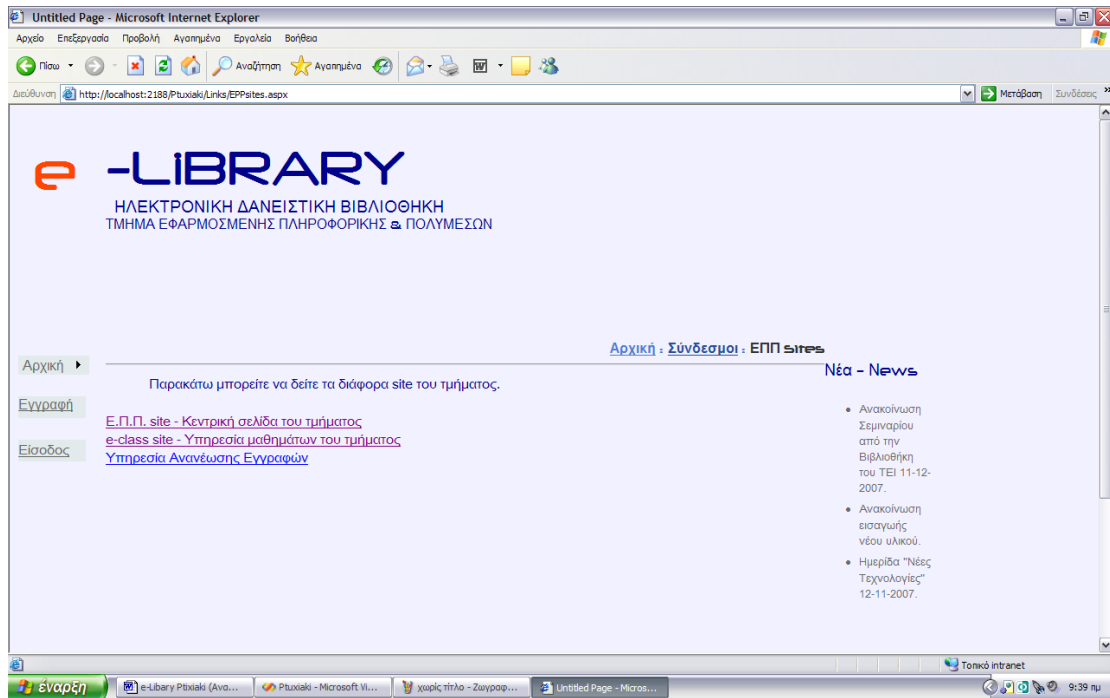 Untitled Page - Microsoft Internet Explorer
Αρχείο Επεξεργασία Προβολή Αγαπημένα Εργαλεία Βοήθεια
Πίσω Αναζήτηση Αγαπημένα
Διεύθυνση http://localhost:2188/Ptuxiaki/Links/EPPsites.aspx Μετάβαση Συνδέσεις »
e -LiBRARY
ΗΛΕΚΤΡΟΝΙΚΗ ΔΑΝΕΙΣΤΙΚΗ ΒΙΒΛΙΟΘΗΚΗ
ΤΜΗΜΑ ΕΦΑΡΜΟΣΜΕΝΗΣ ΠΛΗΡΟΦΟΡΙΚΗΣ & ΠΟΛΥΜΕΣΩΝ
Αρχική : Σύνδεσμοι : ΕΠΠ sites
Αρχική
Εγγραφή
Είσοδος
Παρακάτω μπορείτε να δείτε τα διάφορα site του τμήματος.
Ε.Π.Π. site - Κεντρική σελίδα του τμήματος
e-class site - Υπηρεσία μαθημάτων του τμήματος
Υπηρεσία Ανανέωσης Εγγραφών
Νέα - News
• Ανακοίνωση
Σεμιναρίου
από την
Βιβλιοθήκη
του ΤΕΙ 11-12-
2007.
• Ανακοίνωση
εισαγωγής
νέου υλικού.
• Ημερίδα "Νέες
Τεχνολογίες"
12-11-2007.
Τοπικό intranet
έναρξη e-Libary Ptixiaki (Ανα... Ptuxiaki - Microsoft Vi... χωρίς τίτλο - Ζωγραφ... Untitled Page - Micros... 9:39 πμ